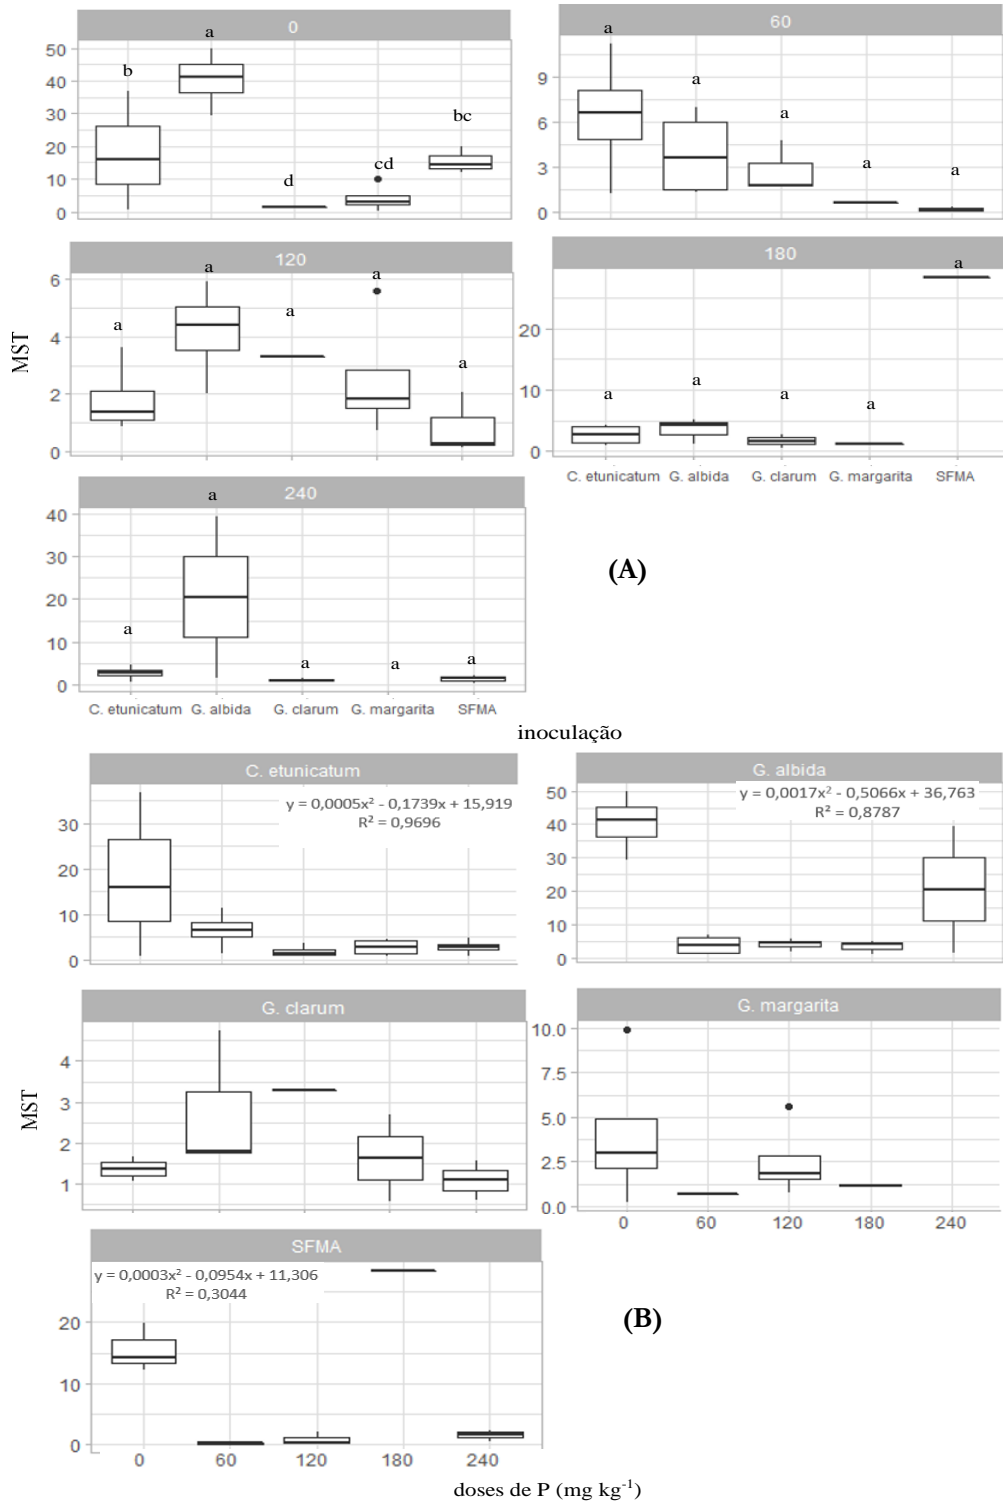 0
60
a
b
50
40
30
20
10
0
d
cd
bc
a
a
a
a
a
9
6
3
0
120
180
MST
6
4
2
0
a
a
a
a
a
20
10
0
a
a
a
a
a
C. etunicatum G. albida G. clarum G. margarita SFMA
240
40
30
20
10
0
a
a
a
a
a
C. etunicatum G. albida G. clarum G. margarita SFMA
(A)
inoculação
C. etunicatum
y = 0,0005x² - 0,1739x + 15,919
R² = 0,9696
30
20
10
0
G. albida
y = 0,0017x² - 0,5066x + 36,763
R² = 0,8787
50
40
30
20
10
0
MST
G. clarum
4
3
2
1
G. margarita
10.0
7.5
5.0
2.5
0.0
0 60 120 180 240
SFMA
y = 0,0003x² - 0,0954x + 11,306
R² = 0,3044
20
10
0
0 60 120 180 240
(B)
doses de P (mg kg⁻¹)